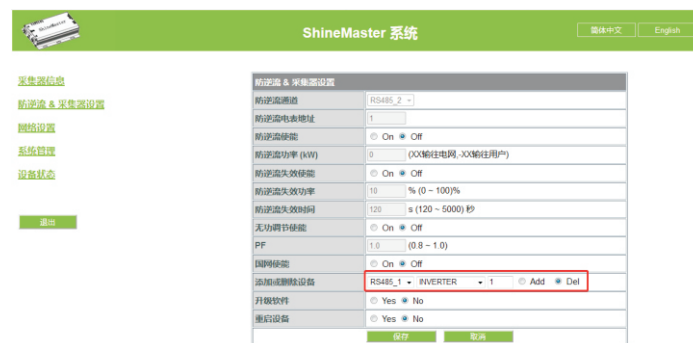 ShineMaster
ShineMaster 系统
简体中文
English
采集器信息
防逆流 & 采集器设置
网络设置
系统管理
设备状态
退出
防逆流 & 采集器设置
防逆流通道 RS485_2
防逆流电表地址 1
防逆流使能 On Off
防逆流功率 (kW) 0 (XX输往电网,-XX输往用户)
防逆流失效使能 On Off
防逆流失效功率 10 % (0 ~ 100)%
防逆流失效时间 120 s (120 ~ 5000) 秒
无功调节使能 On Off
PF 1.0 (0.8 ~ 1.0)
国网使能 On Off
添加或删除设备 RS485_1 INVERTER 1 Add Del
升级软件 Yes No
重启设备 Yes No
保存 取消